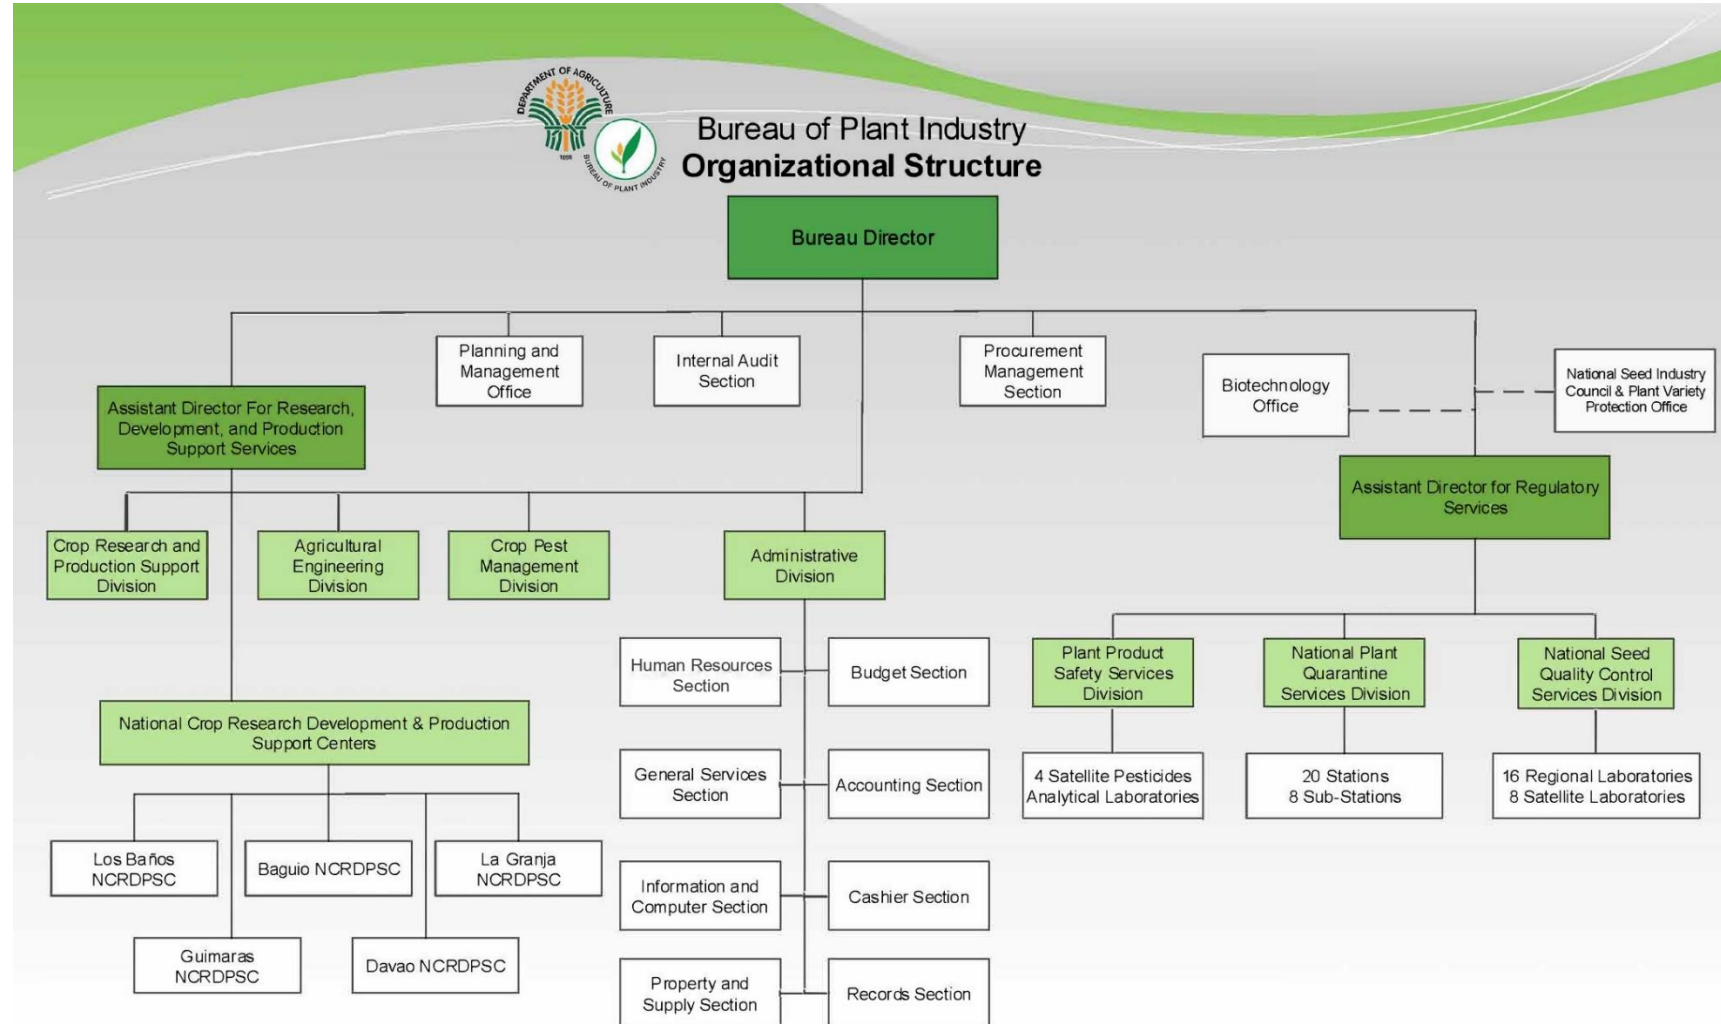 DEPARTMENT OF AGRICULTURE
1898
BUREAU OF PLANT INDUSTRY
Bureau of Plant Industry
Organizational Structure
Bureau Director
Planning and
Management
Office
Internal Audit
Section
Procurement
Management
Section
Biotechnology
Office
National Seed Industry
Council & Plant Variety
Protection Office
Assistant Director For Research,
Development, and Production
Support Services
Assistant Director for Regulatory
Services
Crop Research and
Production Support
Division
Agricultural
Engineering
Division
Crop Pest
Management
Division
Administrative
Division
Human Resources
Section
Budget Section
General Services
Section
Accounting Section
Information and
Computer Section
Cashier Section
Property and
Supply Section
Records Section
Plant Product
Safety Services
Division
National Plant
Quarantine
Services Division
National Seed
Quality Control
Services Division
4 Satellite Pesticides
Analytical Laboratories
20 Stations
8 Sub-Stations
16 Regional Laboratories
8 Satellite Laboratories
National Crop Research Development & Production
Support Centers
Los Baños
NCRDPSC
Baguio NCRDPSC
La Granja
NCRDPSC
Guimaras
NCRDPSC
Davao NCRDPSC